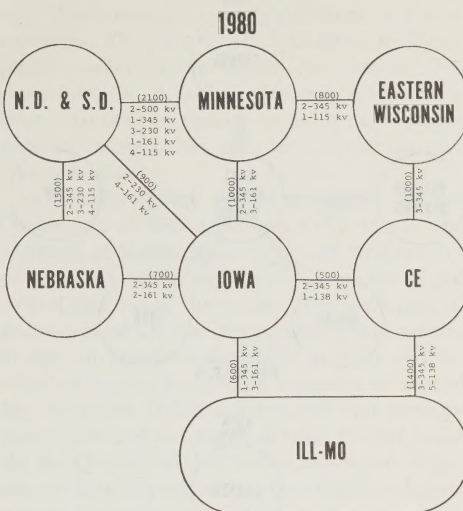 1980
N.D. & S.D.
(2100)
2-500 kv
1-345 kv
3-230 kv
1-161 kv
4-115 kv
MINNESOTA
(800)
2-345 kv
1-115 kv
EASTERN
WISCONSIN
(1500)
2-345 kv
3-230 kv
4-115 kv
(900)
2-230 kv
4-161 kv
(1000)
2-345 kv
3-161 kv
(1000)
3-345 kv
NEBRASKA
(700)
2-345 kv
2-161 kv
IOWA
(500)
2-345 kv
1-138 kv
CE
(600)
1-345 kv
3-161 kv
(1400)
3-345 kv
5-138 kv
ILL-MO